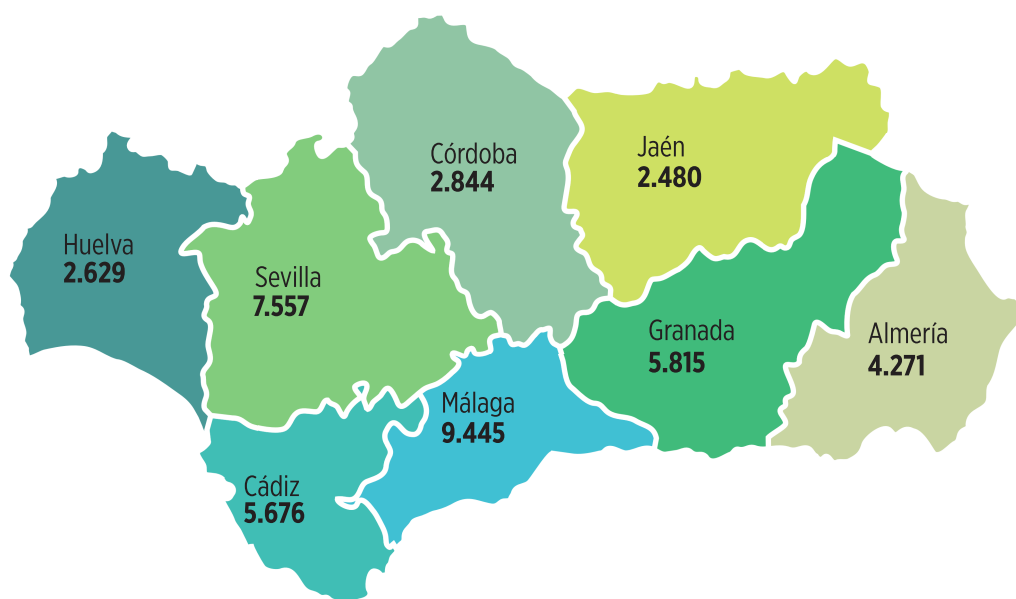 Córdoba
2.844
Jaén
2.480
Huelva
2.629
Sevilla
7.557
Granada
5.815
Almería
4.271
Málaga
9.445
Cádiz
5.676